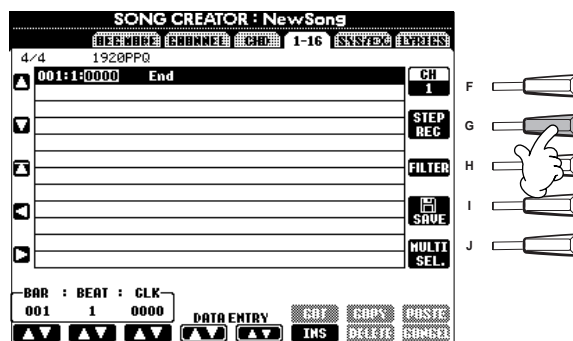 SONG CREATOR : NewSong
REC MODE CHANNEL CHD 1-16 SYS/EX LYRICS
4/4 1920PPQ
001:1:0000 End
CH
1
F
STEP
REC
G
FILTER
H
SAVE
I
MULTI
SEL.
J
BAR : BEAT : CLK
001 1 0000
DATA ENTRY
CUT COPY PASTE
INS DELETE CANCEL